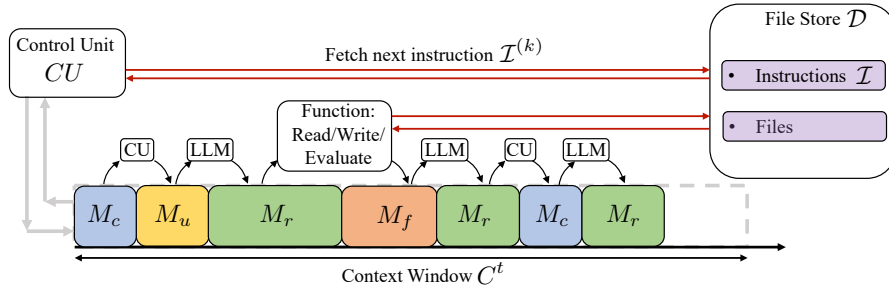 Control Unit
CU
Fetch next instruction I^(k)
File Store D
• Instructions I
• Files
Function:
Read/Write/
Evaluate
CU
LLM
LLM
CU
LLM
M_c
M_u
M_r
M_f
M_r
M_c
M_r
Context Window C^t